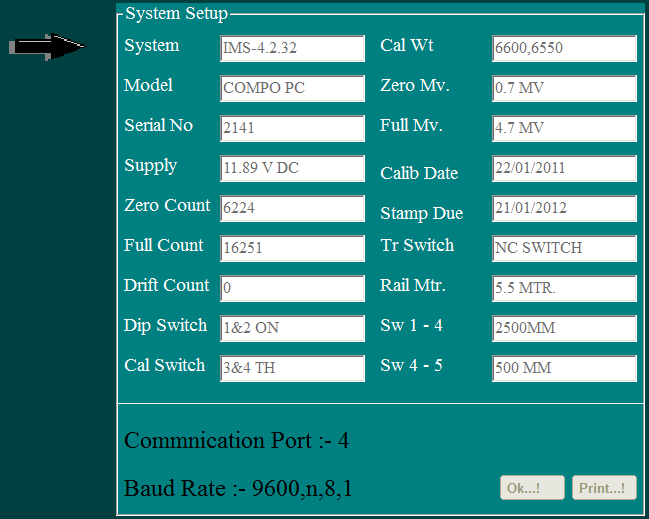 System Setup
System IMS-4.2.32 Cal Wt 6600,6550
Model COMPO PC Zero Mv. 0.7 MV
Serial No 2141 Full Mv. 4.7 MV
Supply 11.89 V DC Calib Date 22/01/2011
Zero Count 6224 Stamp Due 21/01/2012
Full Count 16251 Tr Switch NC SWITCH
Drift Count 0 Rail Mtr. 5.5 MTR.
Dip Switch 1&2 ON Sw 1 - 4 2500MM
Cal Switch 3&4 TH Sw 4 - 5 500 MM
Commnication Port :- 4
Baud Rate :- 9600,n,8,1 Ok...! Print...!